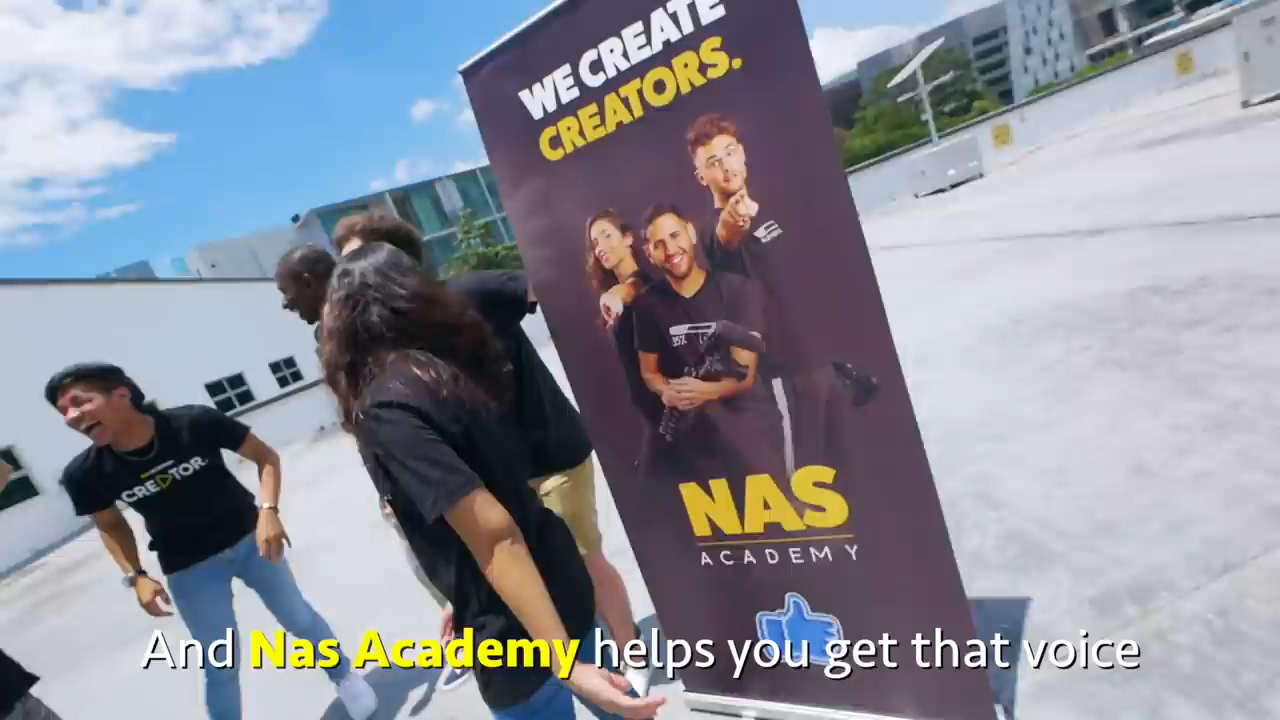 WE CREATE
CREATORS.
CREATOR.
NAS
ACADEMY
And Nas Academy helps you get that voice